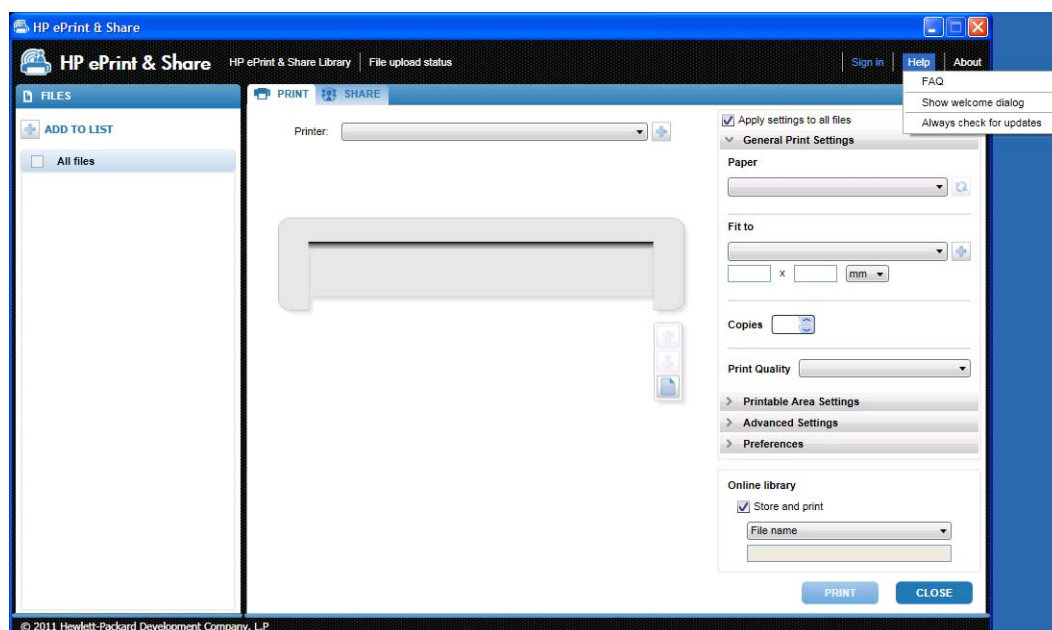 HP ePrint & Share
HP ePrint & Share HP ePrint & Share Library File upload status Sign in Help About
FAQ
Show welcome dialog
Always check for updates
FILES
ADD TO LIST
All files
PRINT SHARE
Printer:
Apply settings to all files
General Print Settings
Paper
Fit to
x mm
Copies
Print Quality
Printable Area Settings
Advanced Settings
Preferences
Online library
Store and print
File name
PRINT CLOSE
© 2011 Hewlett-Packard Development Company, L.P